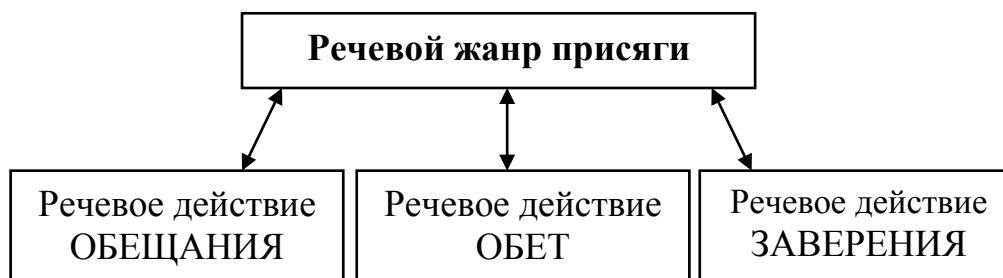 Речевой жанр присяги
Речевое действие
ОБЕЩАНИЯ
Речевое действие
ОБЕТ
Речевое действие
ЗАВЕРЕНИЯ